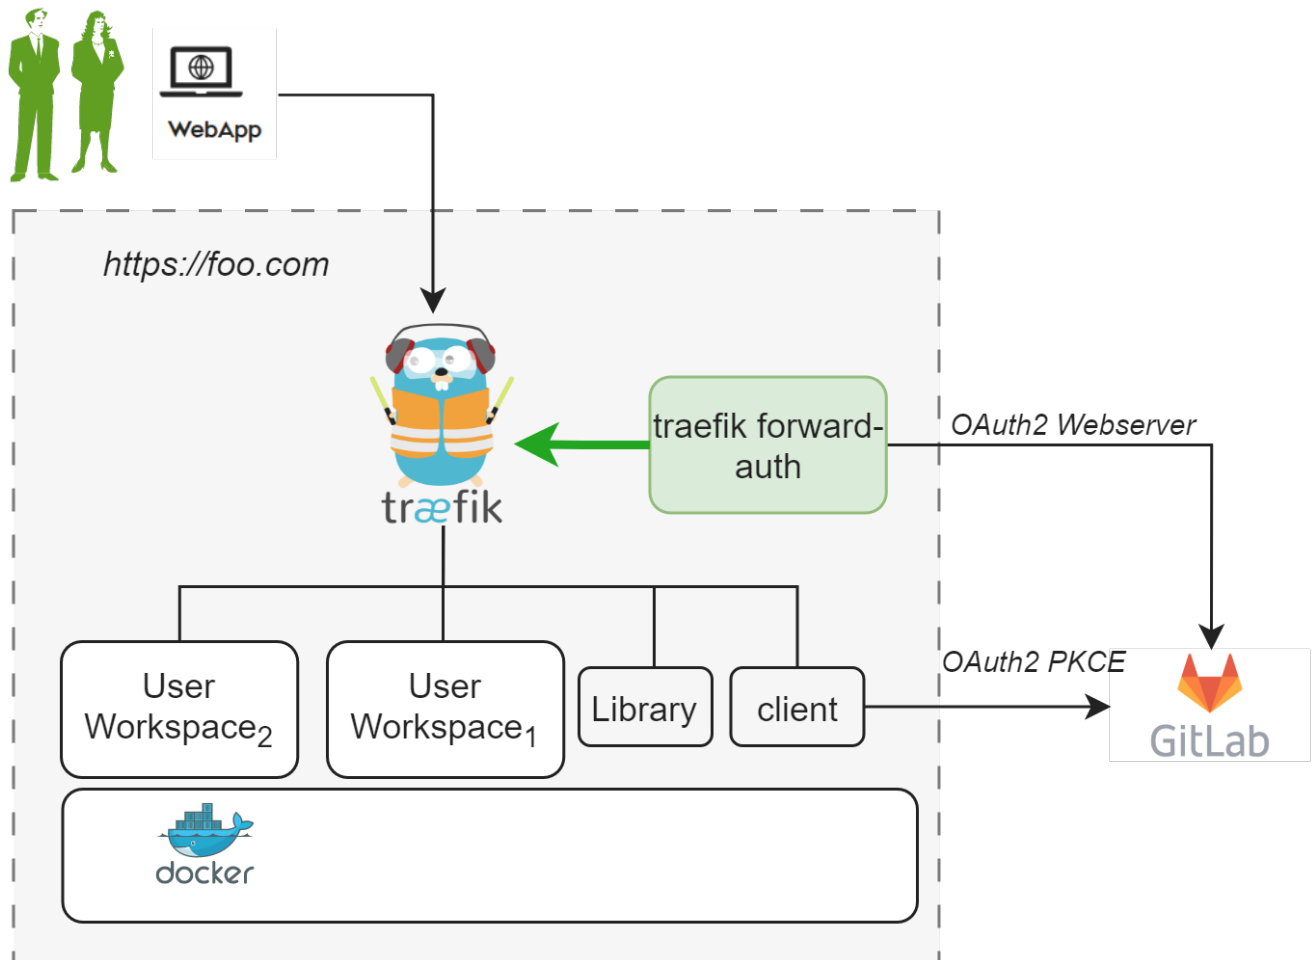 WebApp
https://foo.com
træfik
traefik forward-
auth
OAuth2 Webserver
User
Workspace2
User
Workspace1
Library
client
OAuth2 PKCE
GitLab
docker